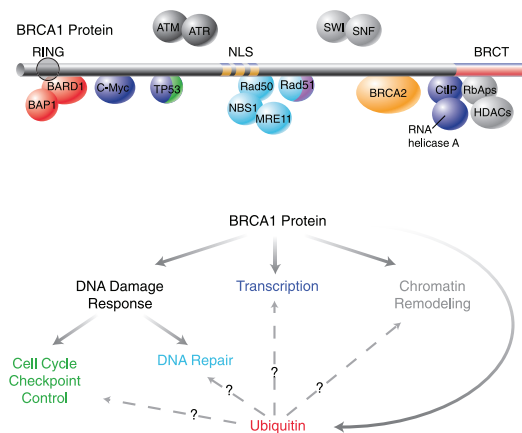 BRCA1 Protein
RING
ATM
ATR
NLS
SWI
SNF
BRCT
BARD1
BAP1
C-Myc
TP53
Rad50
Rad51
NBS1
MRE11
BRCA2
CtIP
RbAps
HDACs
RNA
helicase A
BRCA1 Protein
DNA Damage
Response
Transcription
Chromatin
Remodeling
Cell Cycle
Checkpoint
Control
DNA Repair
?
?
?
?
Ubiquitin